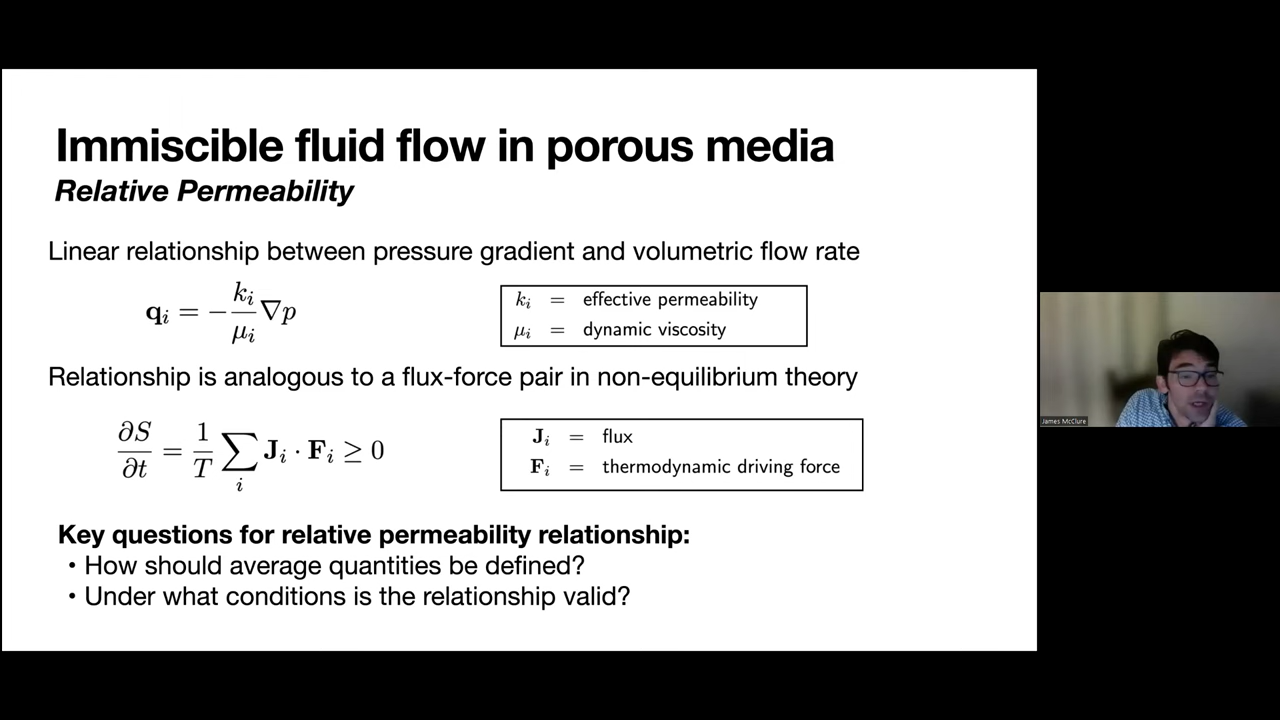 Immiscible fluid flow in porous media
Relative Permeability
Linear relationship between pressure gradient and volumetric flow rate
𝐪ᵢ = −(kᵢ/μᵢ)∇p
kᵢ = effective permeability
μᵢ = dynamic viscosity
Relationship is analogous to a flux-force pair in non-equilibrium theory
∂S/∂t = (1/T) ∑ᵢ 𝐉ᵢ · 𝐅ᵢ ≥ 0
𝐉ᵢ = flux
𝐅ᵢ = thermodynamic driving force
Key questions for relative permeability relationship:
• How should average quantities be defined?
• Under what conditions is the relationship valid?
James McClure